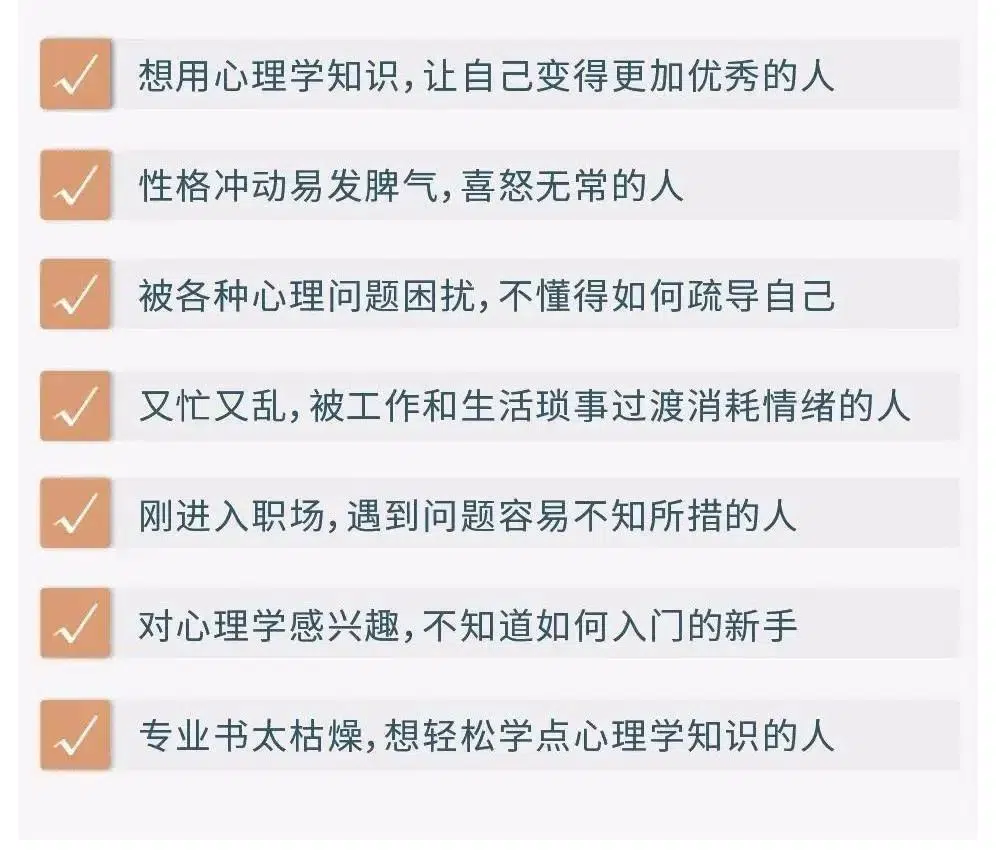 想用心理学知识,让自己变得更加优秀的人
性格冲动易发脾气,喜怒无常的人
被各种心理问题困扰,不懂得如何疏导自己
又忙又乱,被工作和生活琐事过渡消耗情绪的人
刚进入职场,遇到问题容易不知所措的人
对心理学感兴趣,不知道如何入门的新手
专业书太枯燥,想轻松学点心理学知识的人